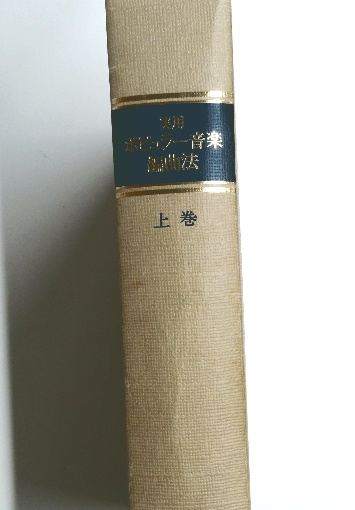 実用
ポピュラー音楽
編曲法
上巻